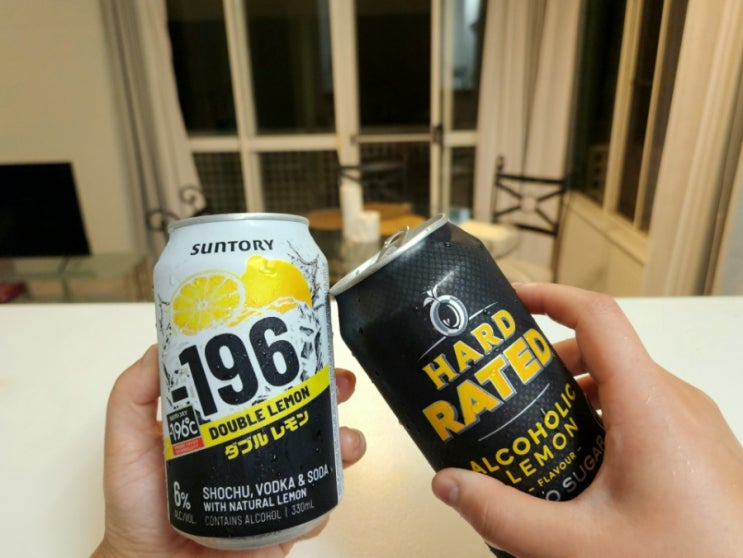 SUNTORY
-196
DOUBLE LEMON
ダブルレモン
-196℃
6%
ALC/VOL
SHOCHU, VODKA & SODA
WITH NATURAL LEMON
CONTAINS ALCOHOL | 330ml
HARD
RATED
ALCOHOLIC
LEMON
FLAVOUR
SUGAR